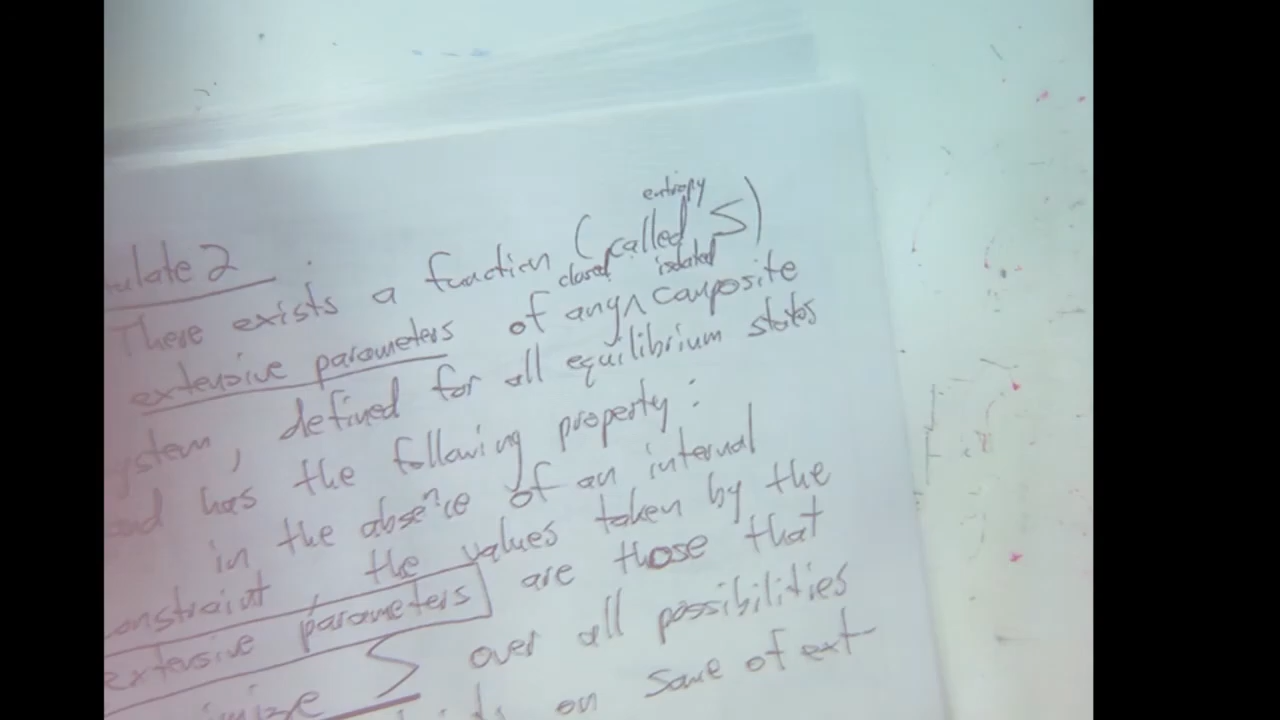 ulate 2
There exists a function (called entropy S)
extensive parameters of any closed isolated composite
ystem, defined for all equilibrium states
nd has the following property:
in the absence of an internal
onstraint, the values taken by the
extensive parameters are those that
imize S over all possibilities
on some of ext-